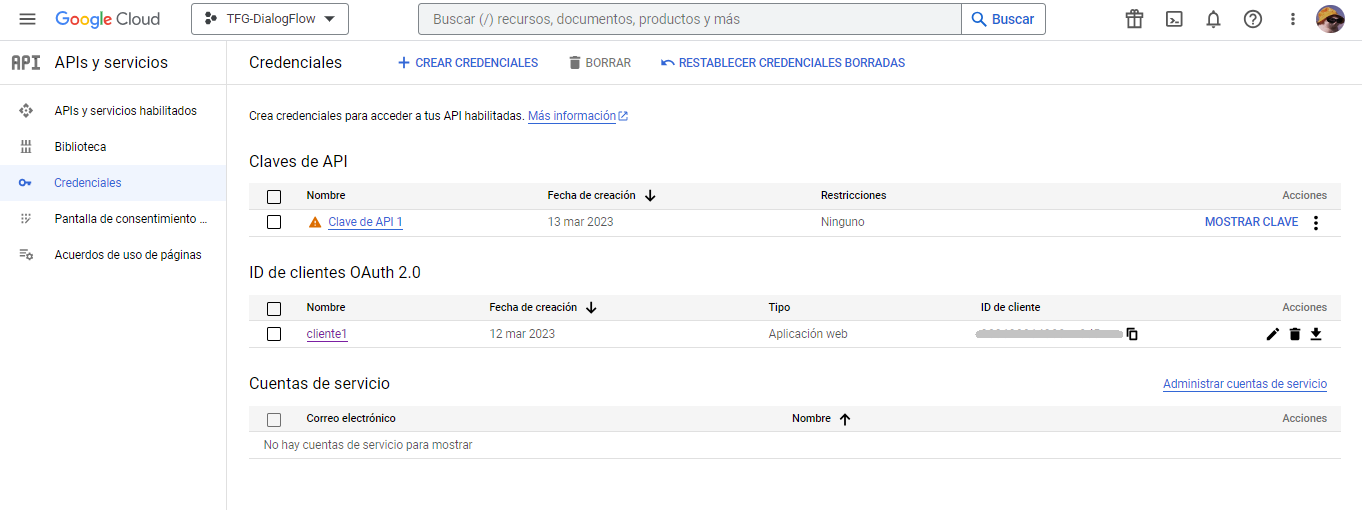 Google Cloud
TFG-DialogFlow
Buscar (/) recursos, documentos, productos y más
Buscar
API
APIs y servicios
Credenciales
CREAR CREDENCIALES
BORRAR
RESTABLECER CREDENCIALES BORRADAS
APIs y servicios habilitados
Biblioteca
Credenciales
Pantalla de consentimiento ...
Acuerdos de uso de páginas
Crea credenciales para acceder a tus API habilitadas. Más información
Claves de API
Nombre Fecha de creación Restricciones Acciones
Clave de API 1 13 mar 2023 Ninguno MOSTRAR CLAVE
ID de clientes OAuth 2.0
Nombre Fecha de creación Tipo ID de cliente Acciones
cliente1 12 mar 2023 Aplicación web
Cuentas de servicio Administrar cuentas de servicio
Correo electrónico Nombre Acciones
No hay cuentas de servicio para mostrar